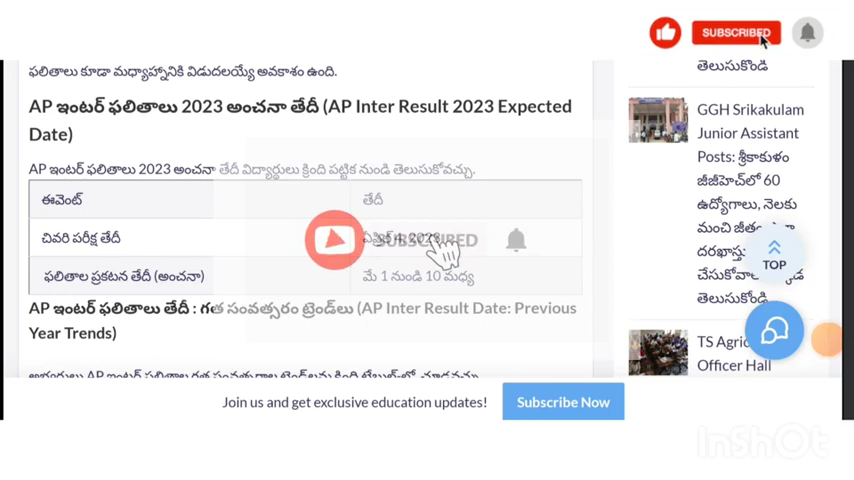 SUBSCRIBED
ఫలితాలు కూడా మధ్యాహ్నానికి విడుదలయ్యే అవకాశం ఉంది.
AP ఇంటర్ ఫలితాలు 2023 అంచనా తేదీ (AP Inter Result 2023 Expected
Date)
AP ఇంటర్ ఫలితాలు 2023 అంచనా తేదీ విద్యార్థులు క్రింది పట్టిక నుండి తెలుసుకోవచ్చు.
ఈవెంట్ తేదీ
చివరి పరీక్ష తేదీ ఏప్రిల్ 4, 2023
SUBSCRIBED
ఫలితాల ప్రకటన తేదీ (అంచనా) మే 1 నుండి 10 మధ్య
AP ఇంటర్ ఫలితాలు తేదీ : గత సంవత్సరం ట్రెండ్‌లు (AP Inter Result Date: Previous
Year Trends)
తెలుసుకోండి
GGH Srikakulam
Junior Assistant
Posts: శ్రీకాకుళం
జీజీహెచ్‌లో 60
ఉద్యోగాలు, నెలకు
మంచి జీతం
దరఖాస్తు
చేసుకోవాలో
తెలుసుకోండి
TOP
TS
Officer Hall
Join us and get exclusive education updates! Subscribe Now
InShOt